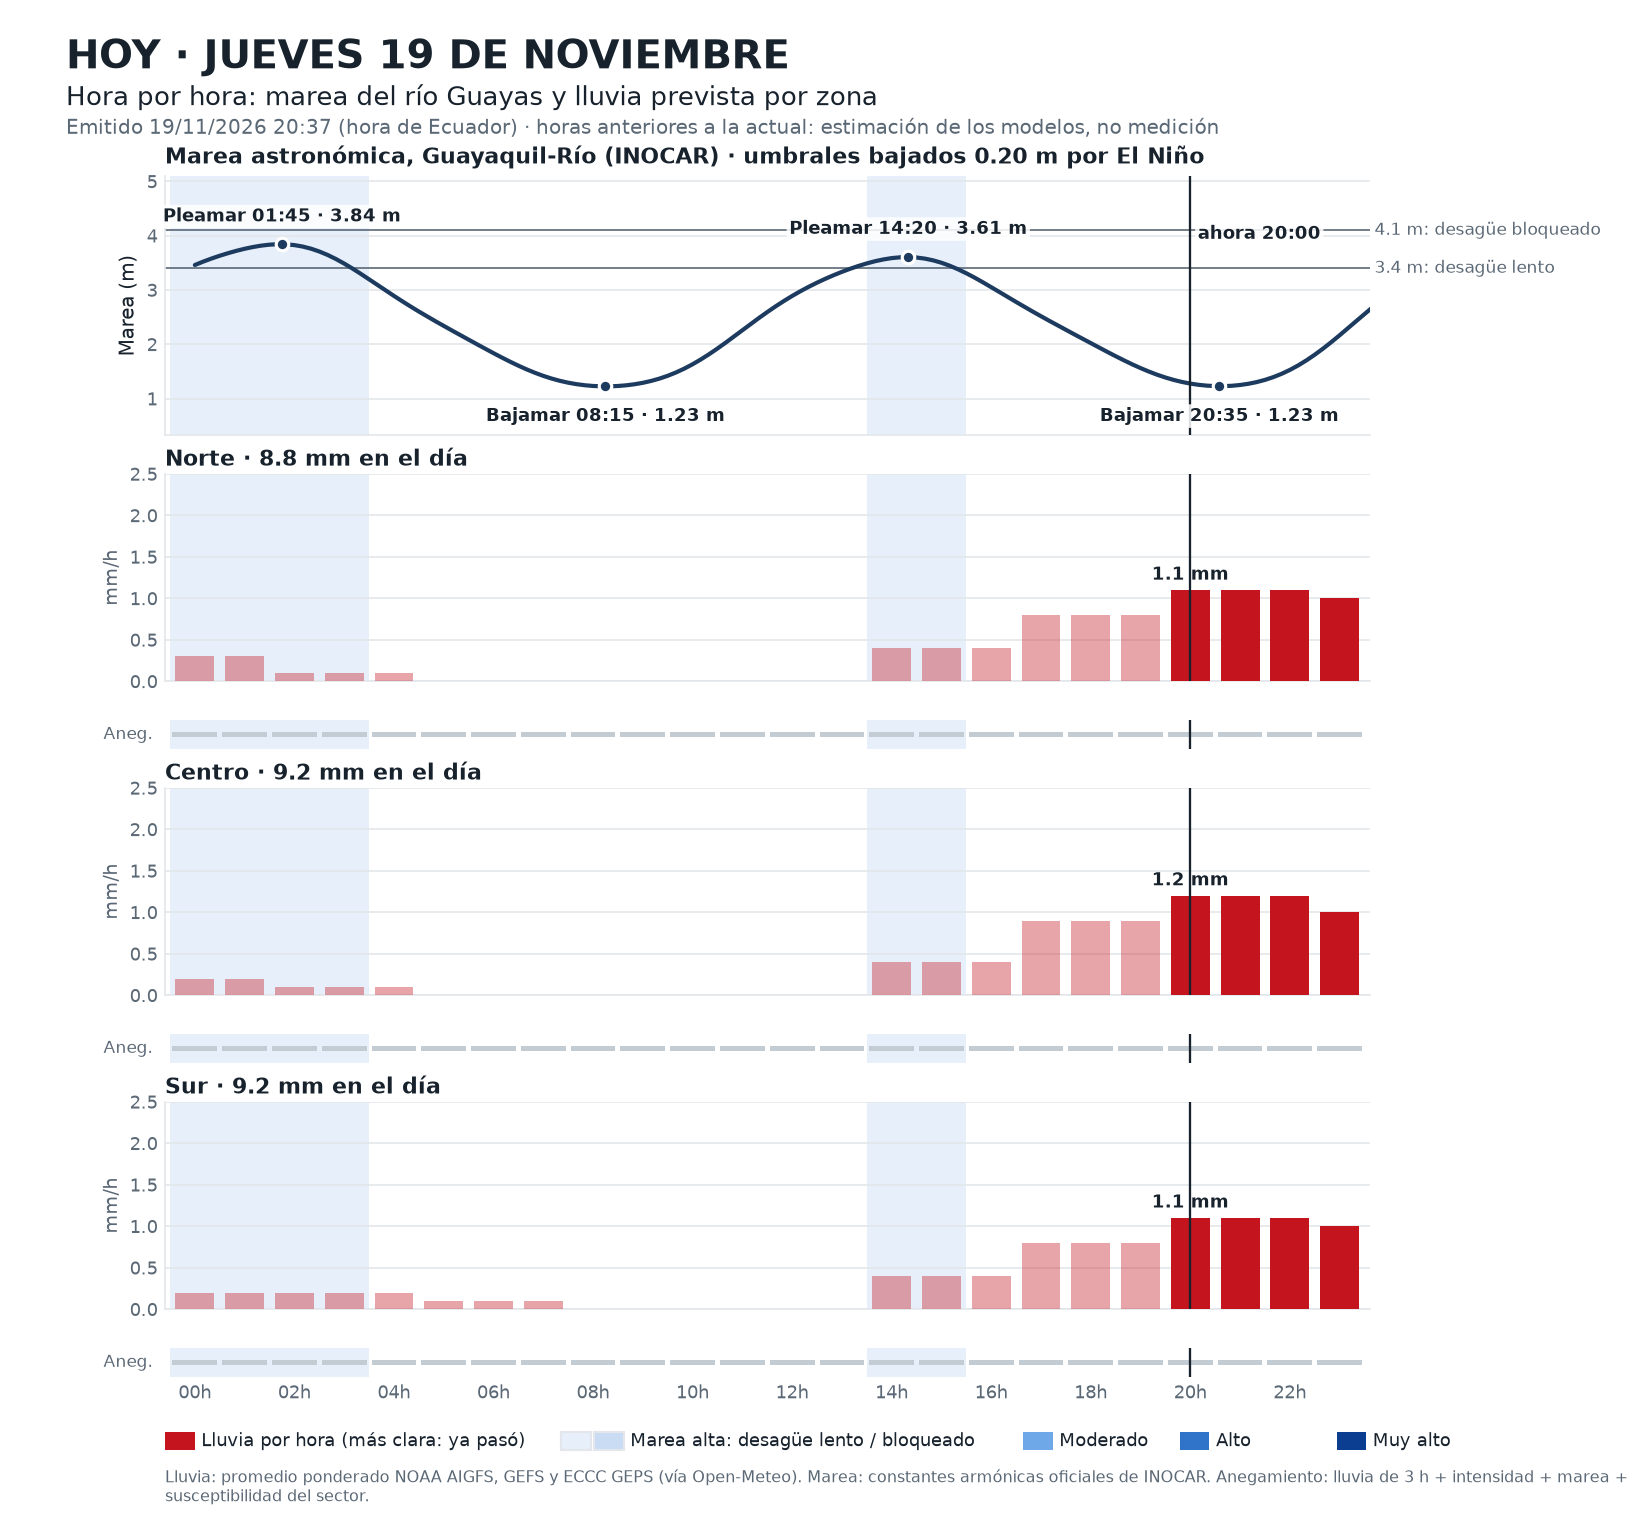 HOY · JUEVES 19 DE NOVIEMBRE
Hora por hora: marea del río Guayas y lluvia prevista por zona
Emitido 19/11/2026 20:37 (hora de Ecuador) · horas anteriores a la actual: estimación de los modelos, no medición
Marea astronómica, Guayaquil-Río (INOCAR) · umbrales bajados 0.20 m por El Niño
Marea (m)
5
4
3
2
1
Pleamar 01:45 · 3.84 m
Pleamar 14:20 · 3.61 m
ahora 20:00
4.1 m: desagüe bloqueado
3.4 m: desagüe lento
Bajamar 08:15 · 1.23 m
Bajamar 20:35 · 1.23 m
Norte · 8.8 mm en el día
mm/h
2.5
2.0
1.5
1.0
0.5
0.0
1.1 mm
Aneg.
Centro · 9.2 mm en el día
mm/h
2.5
2.0
1.5
1.0
0.5
0.0
1.2 mm
Aneg.
Sur · 9.2 mm en el día
mm/h
2.5
2.0
1.5
1.0
0.5
0.0
1.1 mm
Aneg.
00h 02h 04h 06h 08h 10h 12h 14h 16h 18h 20h 22h
Lluvia por hora (más clara: ya pasó) Marea alta: desagüe lento / bloqueado Moderado Alto Muy alto
Lluvia: promedio ponderado NOAA AIGFS, GEFS y ECCC GEPS (vía Open-Meteo). Marea: constantes armónicas oficiales de INOCAR. Anegamiento: lluvia de 3 h + intensidad + marea +
susceptibilidad del sector.